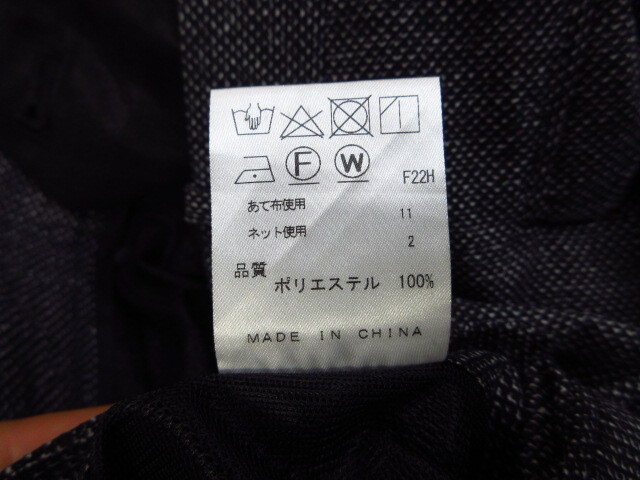 F W F22H
あて布使用 11
ネット使用 2
品質 ポリエステル 100%
MADE IN CHINA